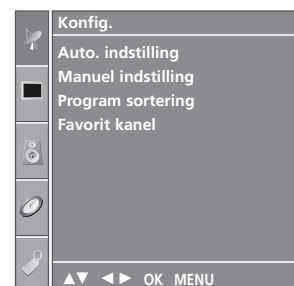 Konfig.
Auto. indstilling
Manuel indstilling
Program sortering
Favorit kanel
▲▼ ◄► OK MENU